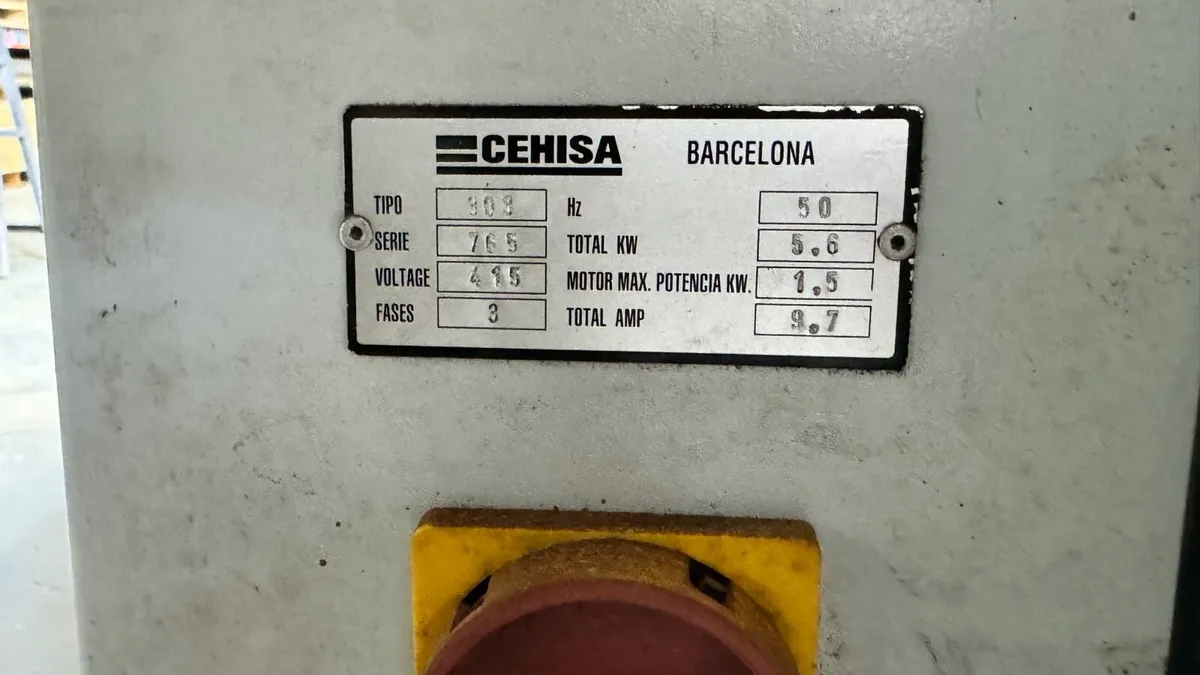 CEHISA BARCELONA
TIPO Hz 50
SERIE 765 TOTAL KW 5.6
VOLTAGE 415 MOTOR MAX. POTENCIA KW. 1,5
FASES 3 TOTAL AMP 9.7